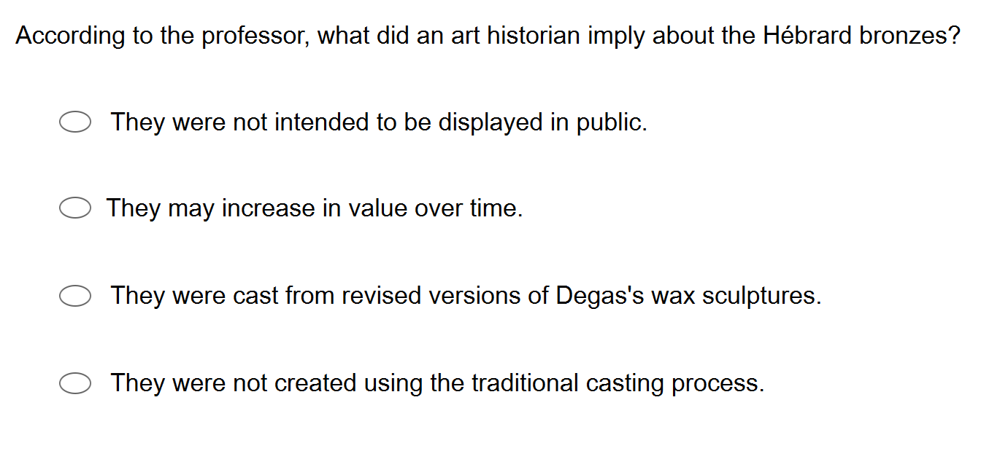 According to the professor, what did an art historian imply about the Hébrard bronzes?
They were not intended to be displayed in public.
They may increase in value over time.
They were cast from revised versions of Degas's wax sculptures.
They were not created using the traditional casting process.